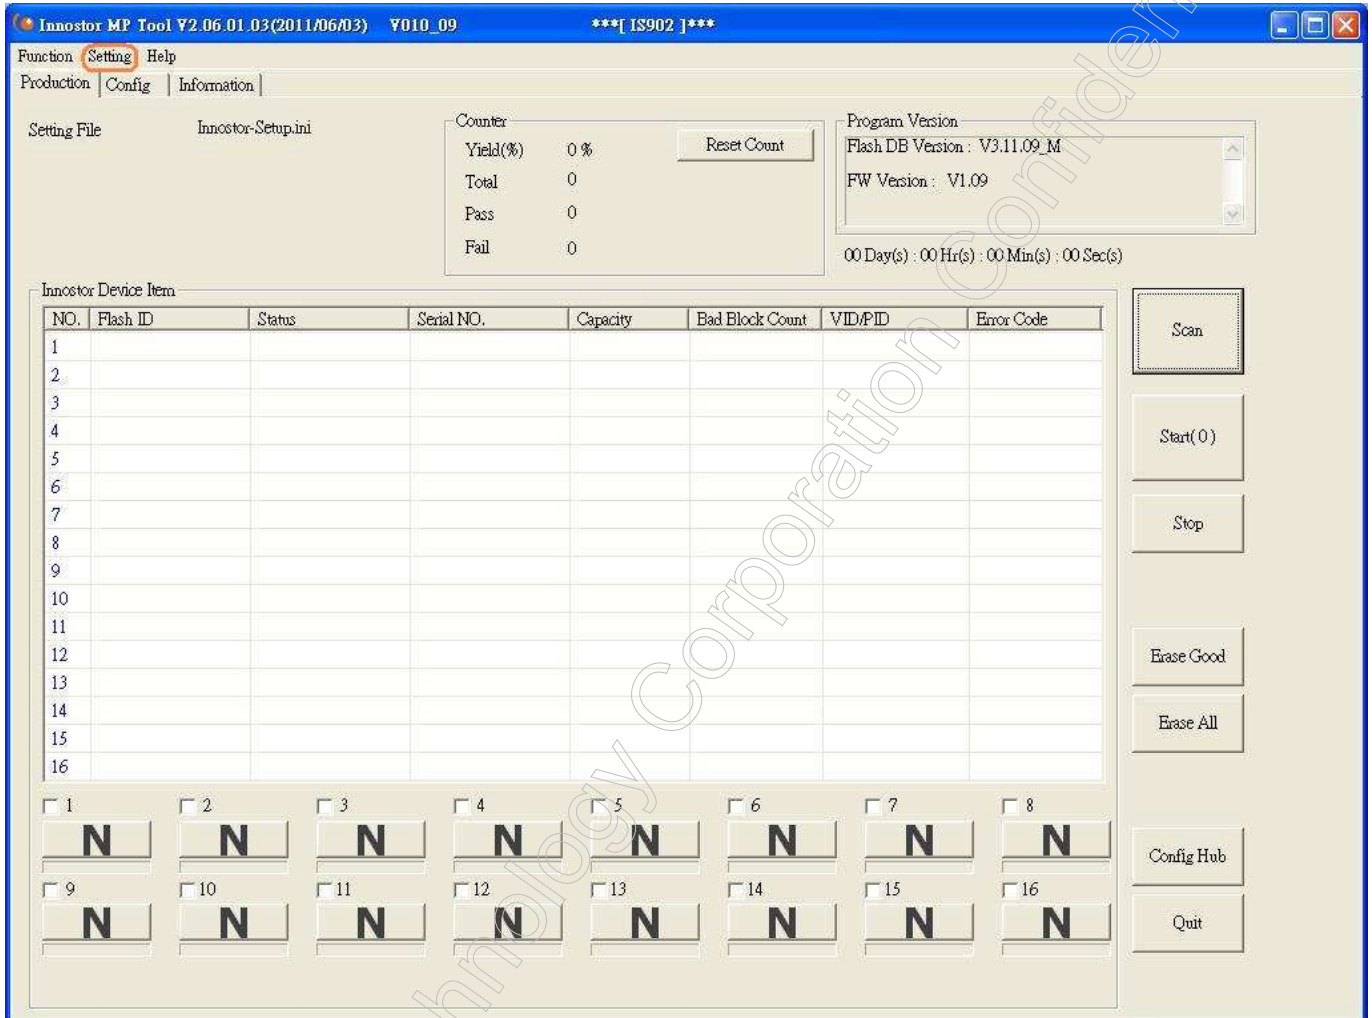 Innostor MP Tool V2.06.01.03(2011/06/03) V010_09 ***[ IS902 ]***
Function Setting Help
Production Config Information
Setting File Innostor-Setup.ini
Counter
Yield(%) 0 %
Total 0
Pass 0
Fail 0
Reset Count
Program Version
Flash DB Version : V3.11.09_M
FW Version : V1.09
00 Day(s) : 00 Hr(s) : 00 Min(s) : 00 Sec(s)
Innostor Device Item
NO. Flash ID Status Serial NO. Capacity Bad Block Count VID/PID Error Code
1
2
3
4
5
6
7
8
9
10
11
12
13
14
15
16
1 2 3 4 5 6 7 8
N N N N N N N N
9 10 11 12 13 14 15 16
N N N N N N N N
Scan
Start( 0 )
Stop
Erase Good
Erase All
Config Hub
Quit
Corporation